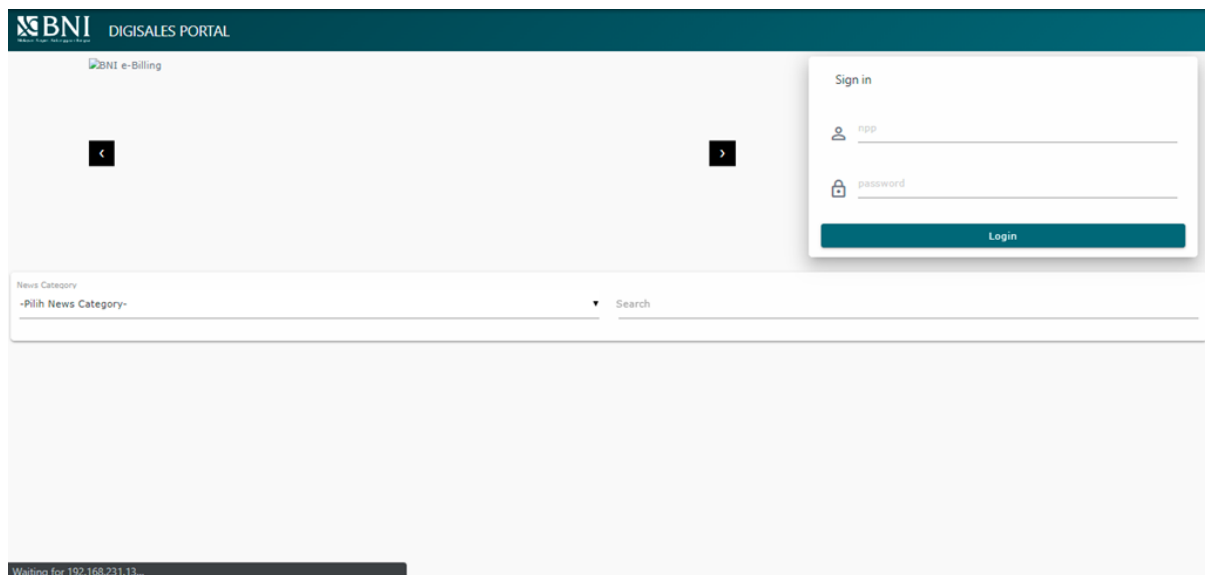 BNI DIGISALES PORTAL
BNI e-Billing
Sign in
npp
password
Login
News Category
-Pilih News Category-
Search
Waiting for 192.168.231.13...